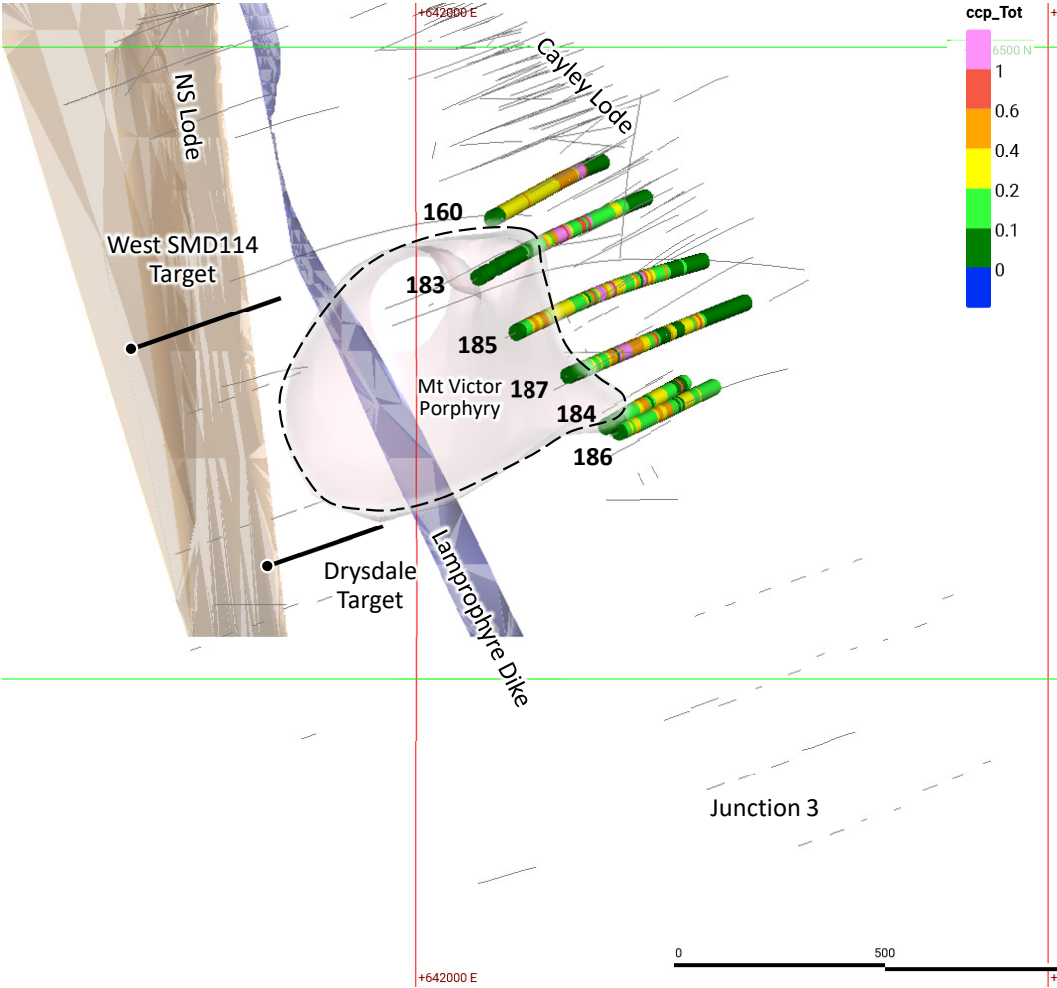 +642000 E
ccp_Tot
6500 N
1
0.6
0.4
0.2
0.1
0
NS Lode
Cayley Lode
160
West SMD114
Target
183
185
Mt Victor
Porphyry
187
184
186
Lamprophyre Dike
Drysdale
Target
Junction 3
0
500
+642000 E